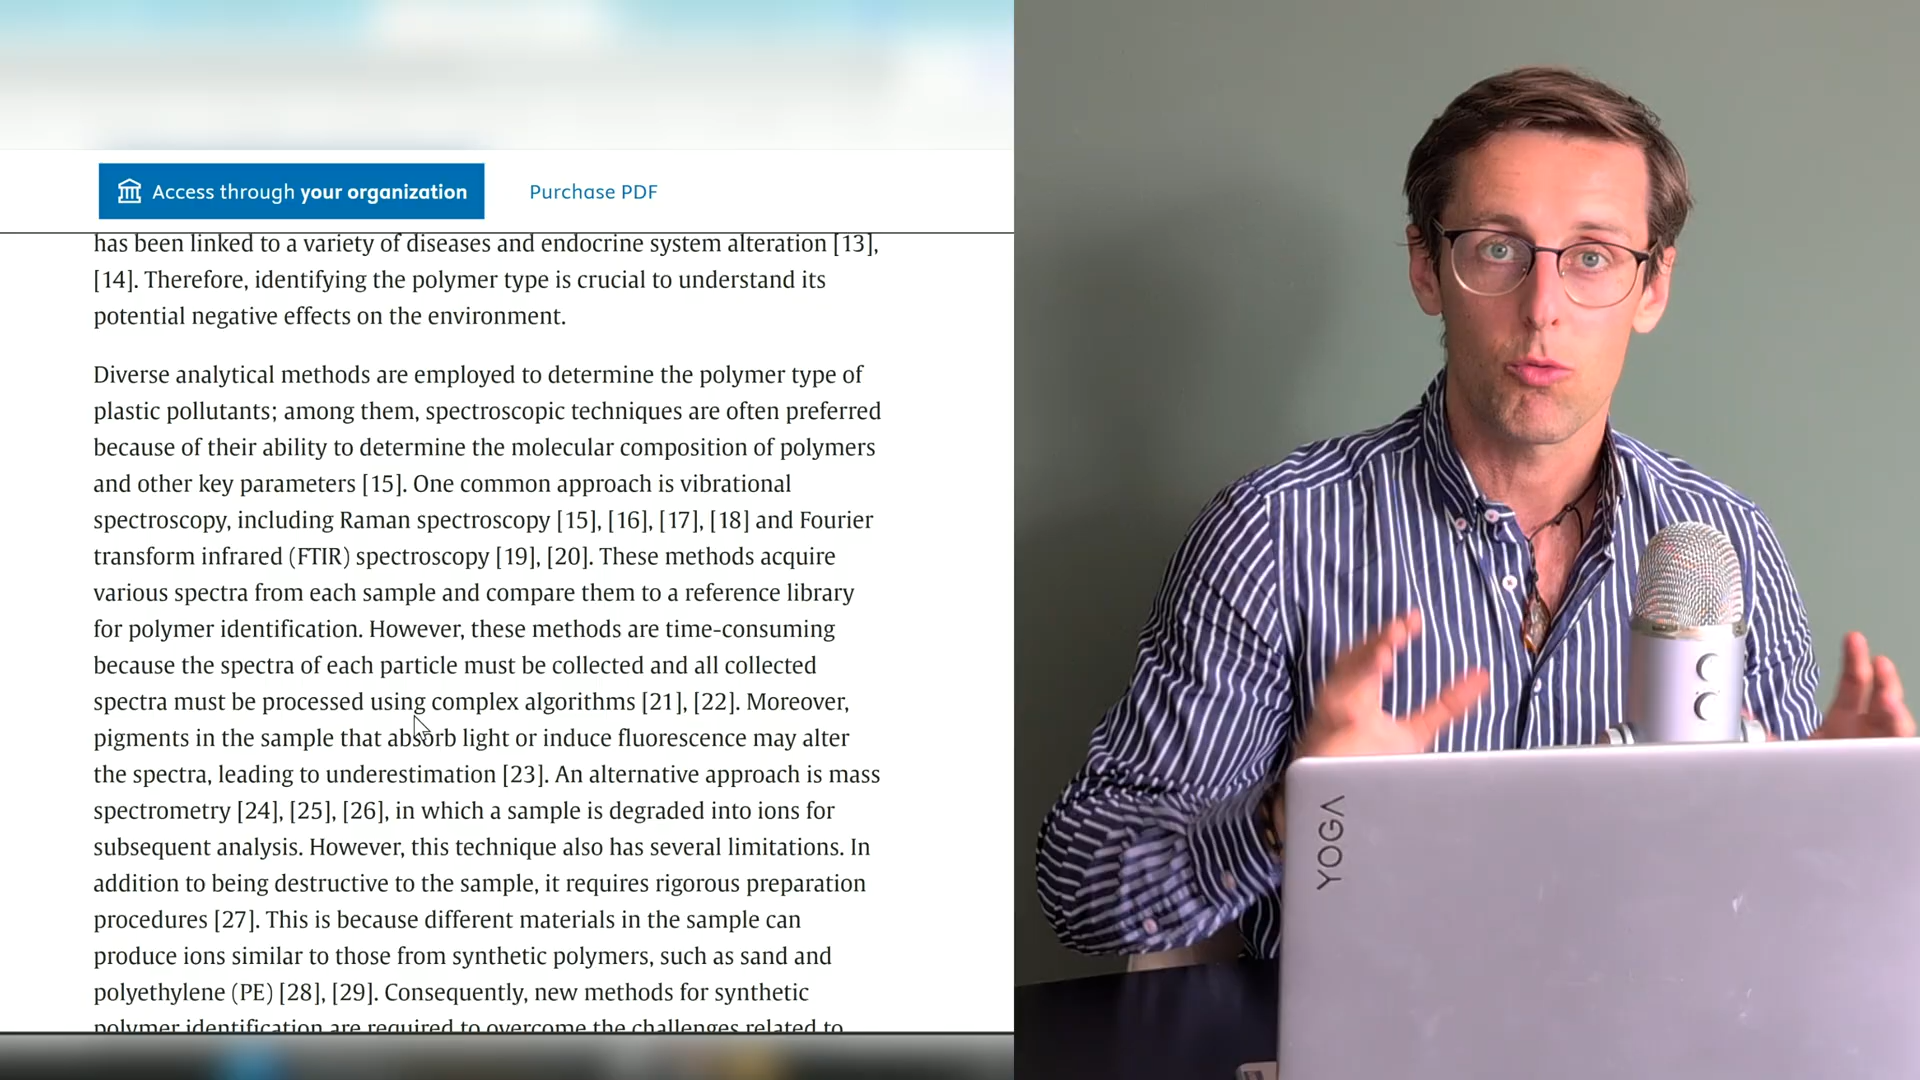 Access through your organization
Purchase PDF
has been linked to a variety of diseases and endocrine system alteration [13],
[14]. Therefore, identifying the polymer type is crucial to understand its
potential negative effects on the environment.
Diverse analytical methods are employed to determine the polymer type of
plastic pollutants; among them, spectroscopic techniques are often preferred
because of their ability to determine the molecular composition of polymers
and other key parameters [15]. One common approach is vibrational
spectroscopy, including Raman spectroscopy [15], [16], [17], [18] and Fourier
transform infrared (FTIR) spectroscopy [19], [20]. These methods acquire
various spectra from each sample and compare them to a reference library
for polymer identification. However, these methods are time-consuming
because the spectra of each particle must be collected and all collected
spectra must be processed using complex algorithms [21], [22]. Moreover,
pigments in the sample that absorb light or induce fluorescence may alter
the spectra, leading to underestimation [23]. An alternative approach is mass
spectrometry [24], [25], [26], in which a sample is degraded into ions for
subsequent analysis. However, this technique also has several limitations. In
addition to being destructive to the sample, it requires rigorous preparation
procedures [27]. This is because different materials in the sample can
produce ions similar to those from synthetic polymers, such as sand and
polyethylene (PE) [28], [29]. Consequently, new methods for synthetic
polymer identification are required to overcome the challenges related to
YOGA